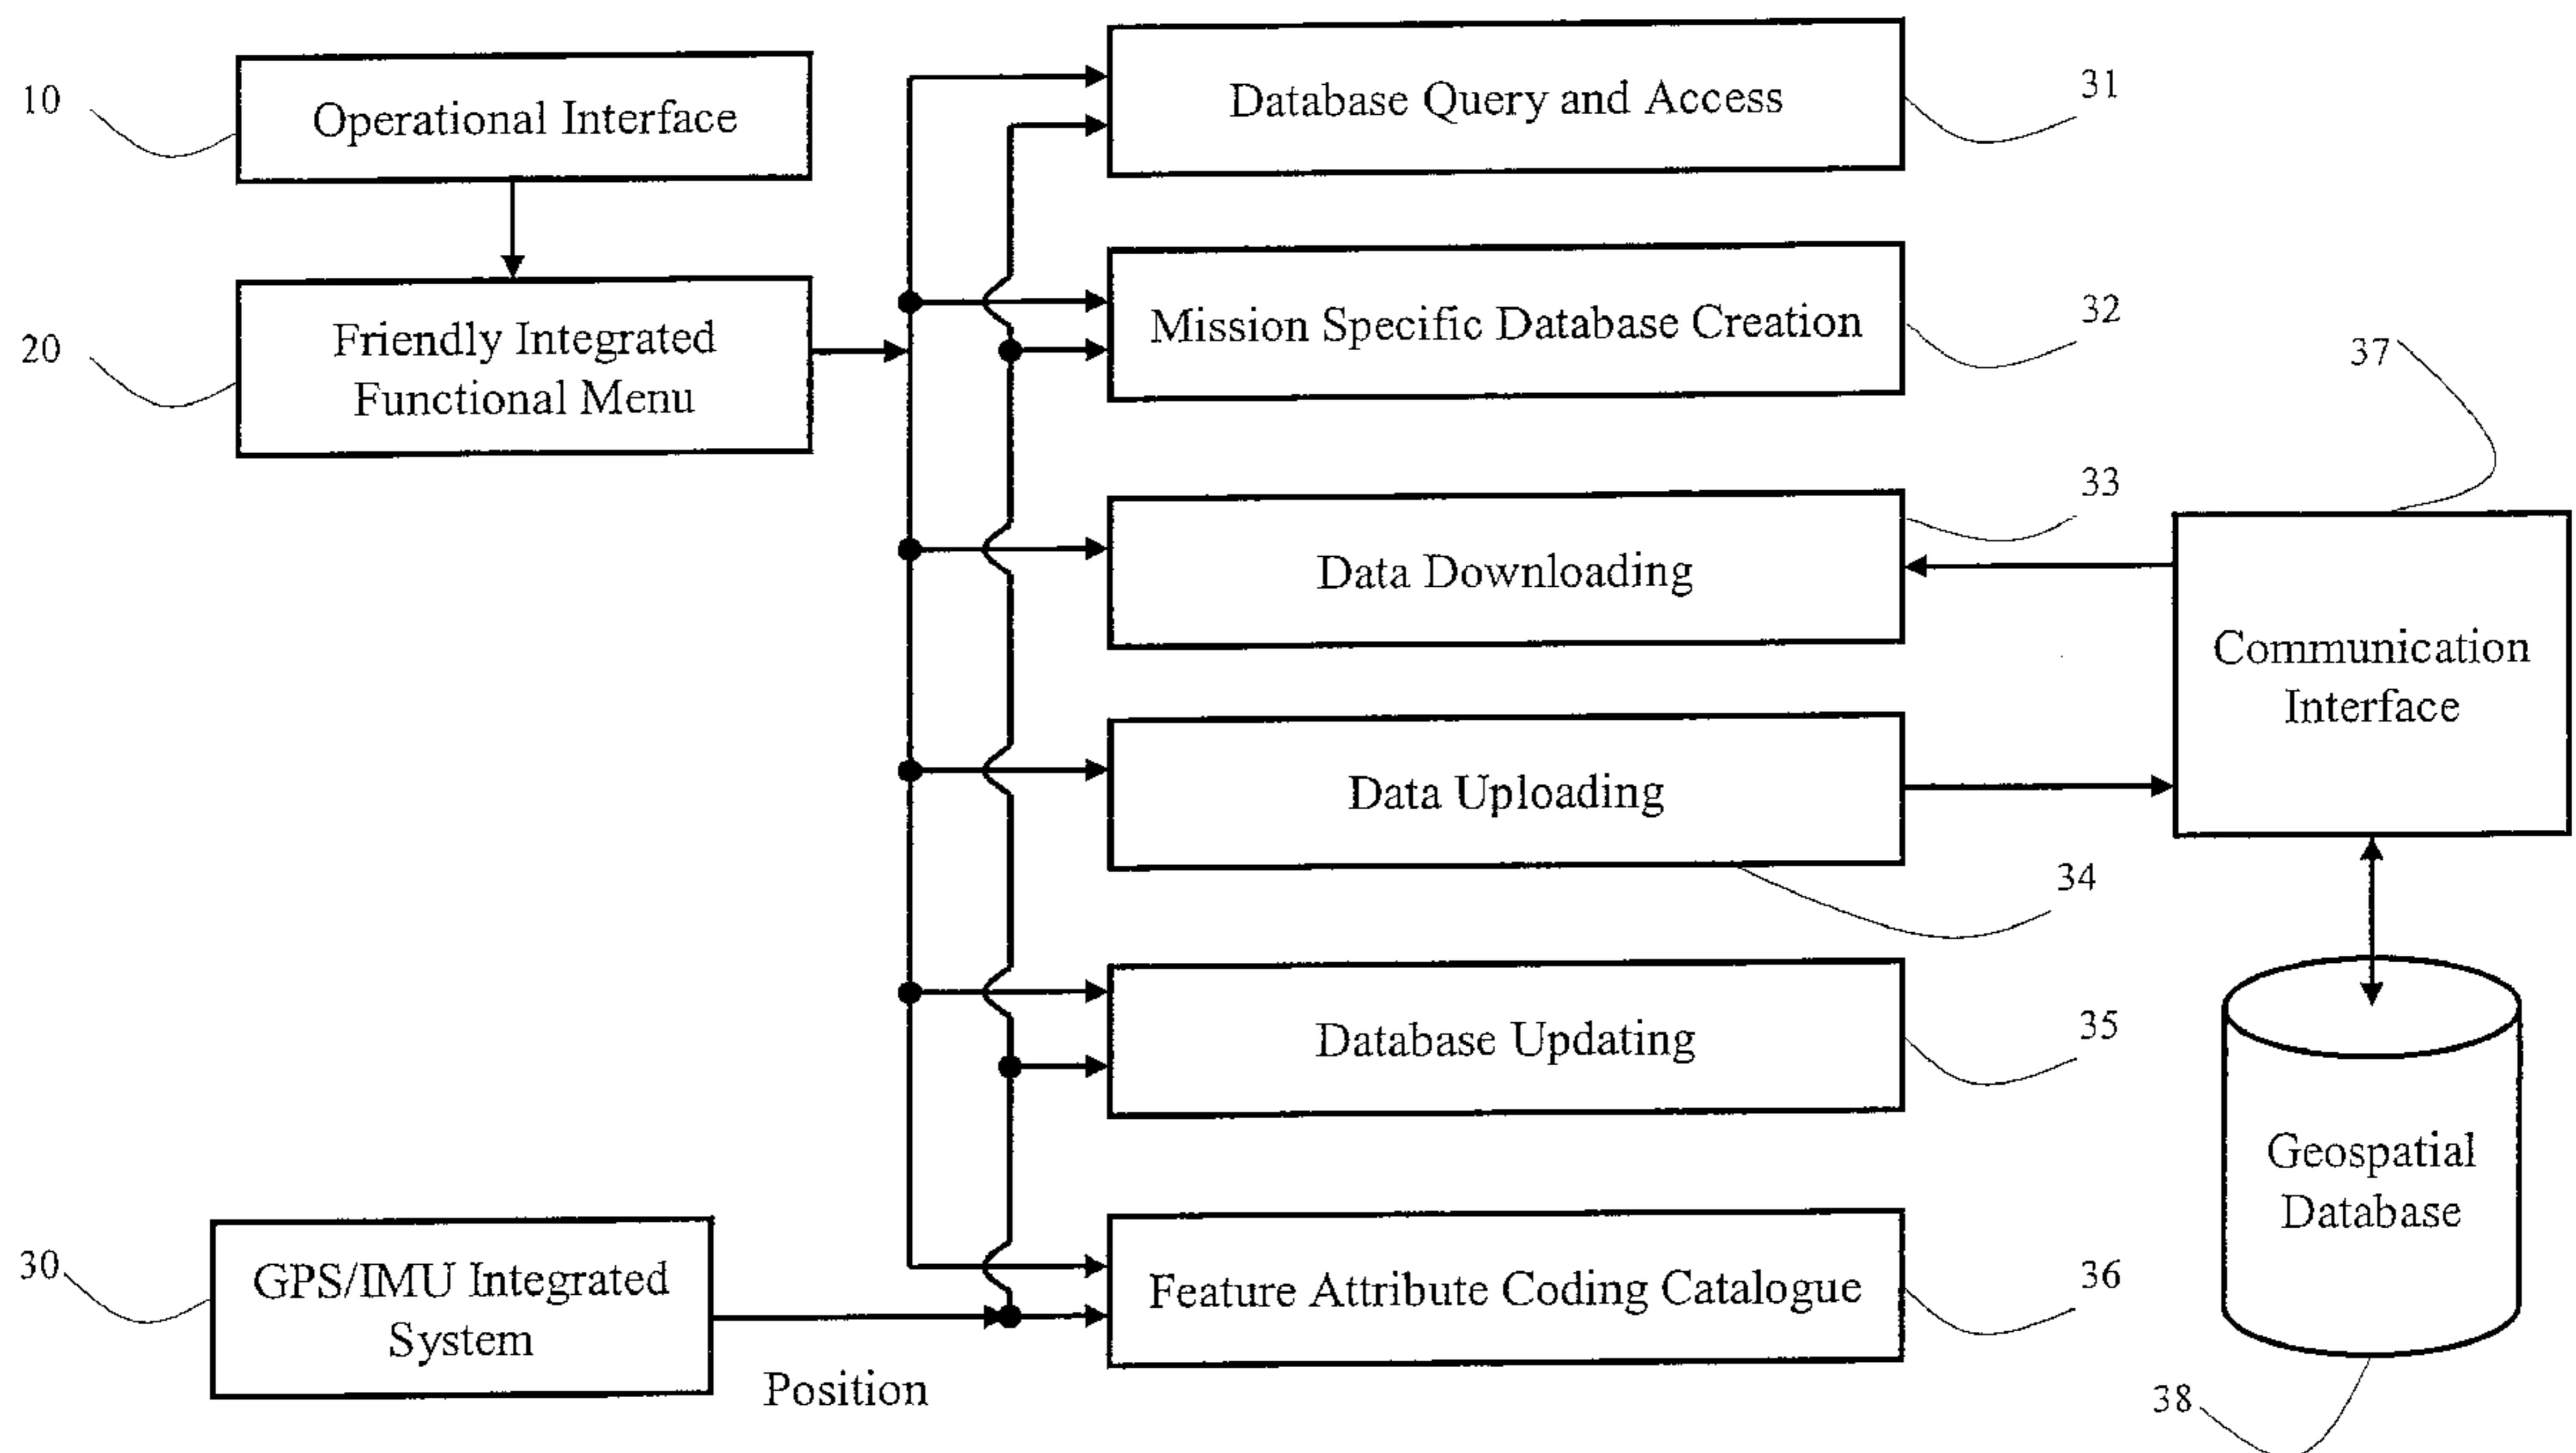 10
Operational Interface
20
Friendly Integrated
Functional Menu
30
GPS/IMU Integrated
System
Position
Database Query and Access
31
Mission Specific Database Creation
32
Data Downloading
33
Data Uploading
34
Database Updating
35
Feature Attribute Coding Catalogue
36
37
Communication
Interface
Geospatial
Database
38